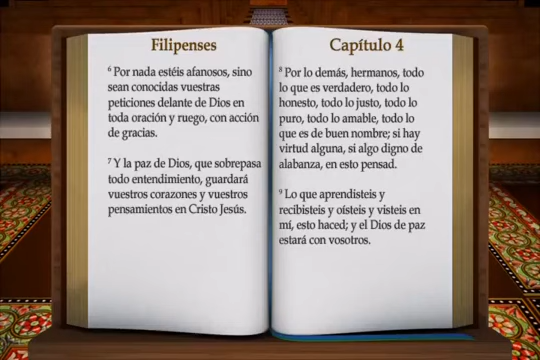 Filipenses
⁶ Por nada estéis afanosos, sino
sean conocidas vuestras
peticiones delante de Dios en
toda oración y ruego, con acción
de gracias.
⁷ Y la paz de Dios, que sobrepasa
todo entendimiento, guardará
vuestros corazones y vuestros
pensamientos en Cristo Jesús.
Capítulo 4
⁸ Por lo demás, hermanos, todo
lo que es verdadero, todo lo
honesto, todo lo justo, todo lo
puro, todo lo amable, todo lo
que es de buen nombre; si hay
virtud alguna, si algo digno de
alabanza, en esto pensad.
⁹ Lo que aprendisteis y
recibisteis y oísteis y visteis en
mí, esto haced; y el Dios de paz
estará con vosotros.